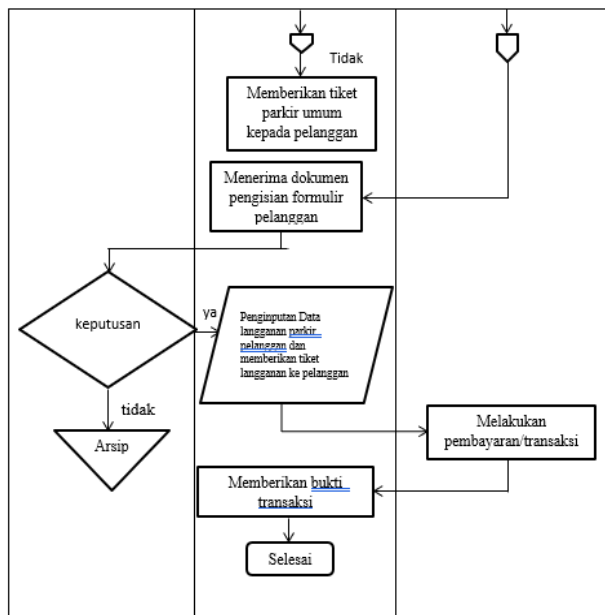 Tidak
Memberikan tiket
parkir umum
kepada pelanggan
Menerima dokumen
pengisian formulir
pelanggan
keputusan
ya
Penginputan Data
langganan parkir
pelanggan dan
memberikan tiket
langganan ke pelanggan
tidak
Arsip
Melakukan
pembayaran/transaksi
Memberikan bukti
transaksi
Selesai